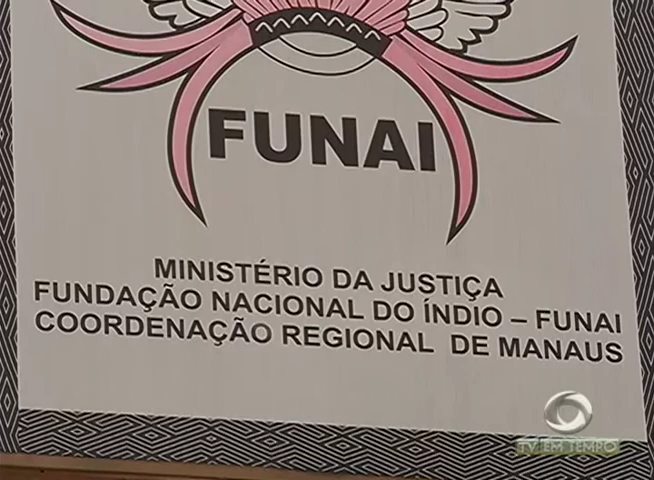 FUNAI
MINISTÉRIO DA JUSTIÇA
FUNDAÇÃO NACIONAL DO ÍNDIO – FUNAI
COORDENAÇÃO REGIONAL DE MANAUS
TV EM TEMPO